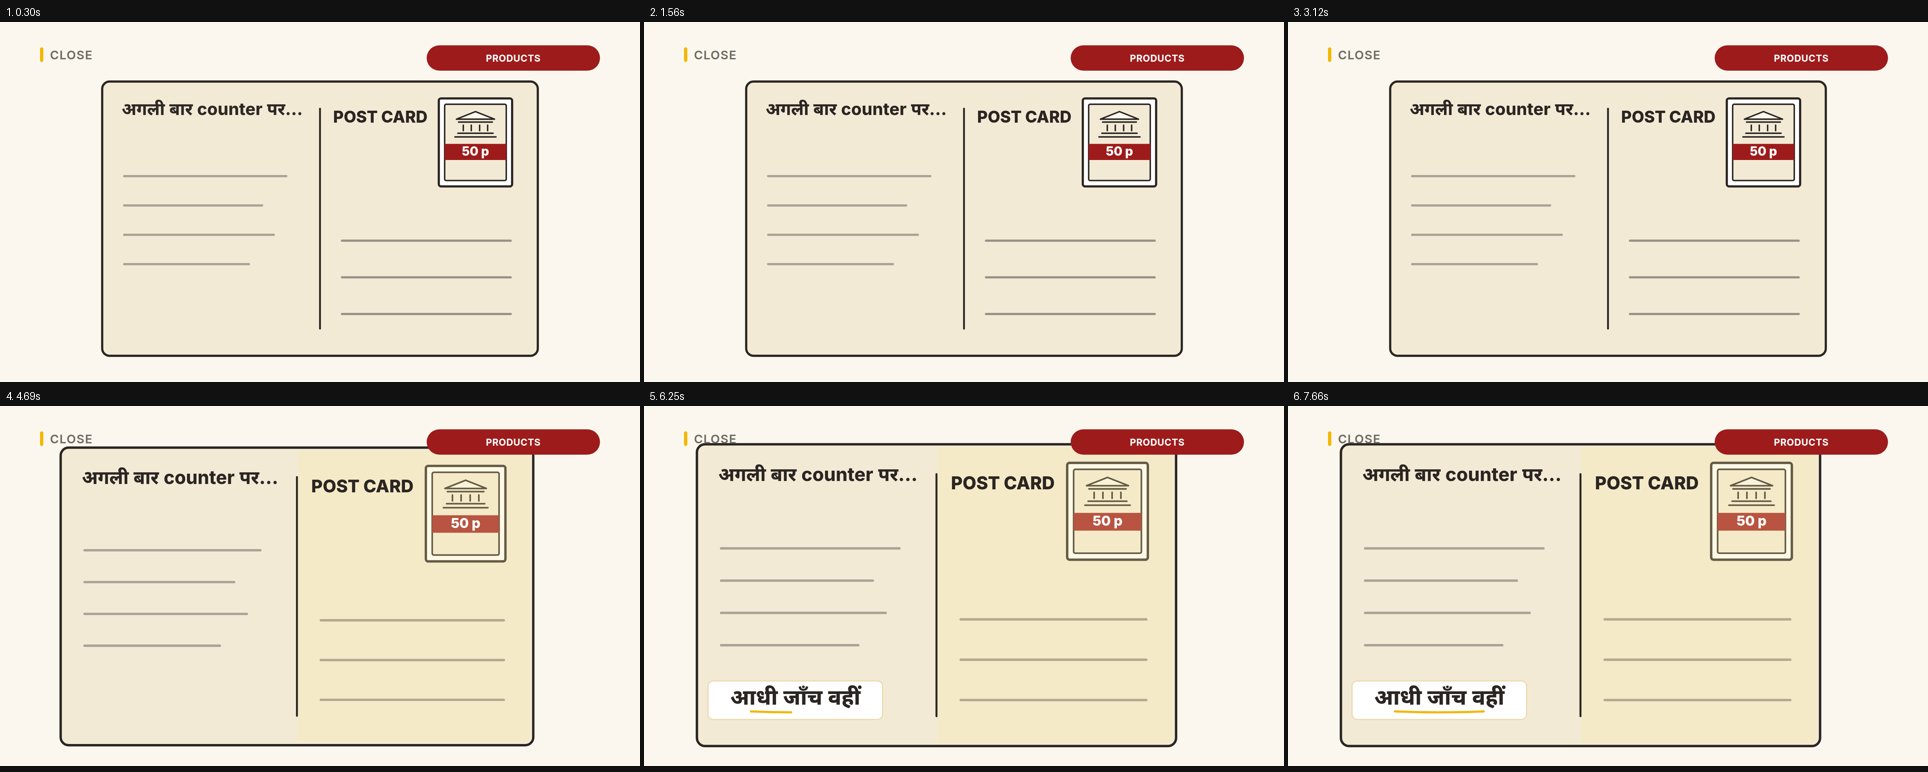 1. 0.30s
CLOSE
PRODUCTS
अगली बार counter पर...
POST CARD
50 p
2. 1.56s
CLOSE
PRODUCTS
अगली बार counter पर...
POST CARD
50 p
3. 3.12s
CLOSE
PRODUCTS
अगली बार counter पर...
POST CARD
50 p
4. 4.69s
CLOSE
PRODUCTS
अगली बार counter पर...
POST CARD
50 p
5. 6.25s
CLOSE
PRODUCTS
अगली बार counter पर...
POST CARD
50 p
आधी जाँच वहीं
6. 7.66s
CLOSE
PRODUCTS
अगली बार counter पर...
POST CARD
50 p
आधी जाँच वहीं